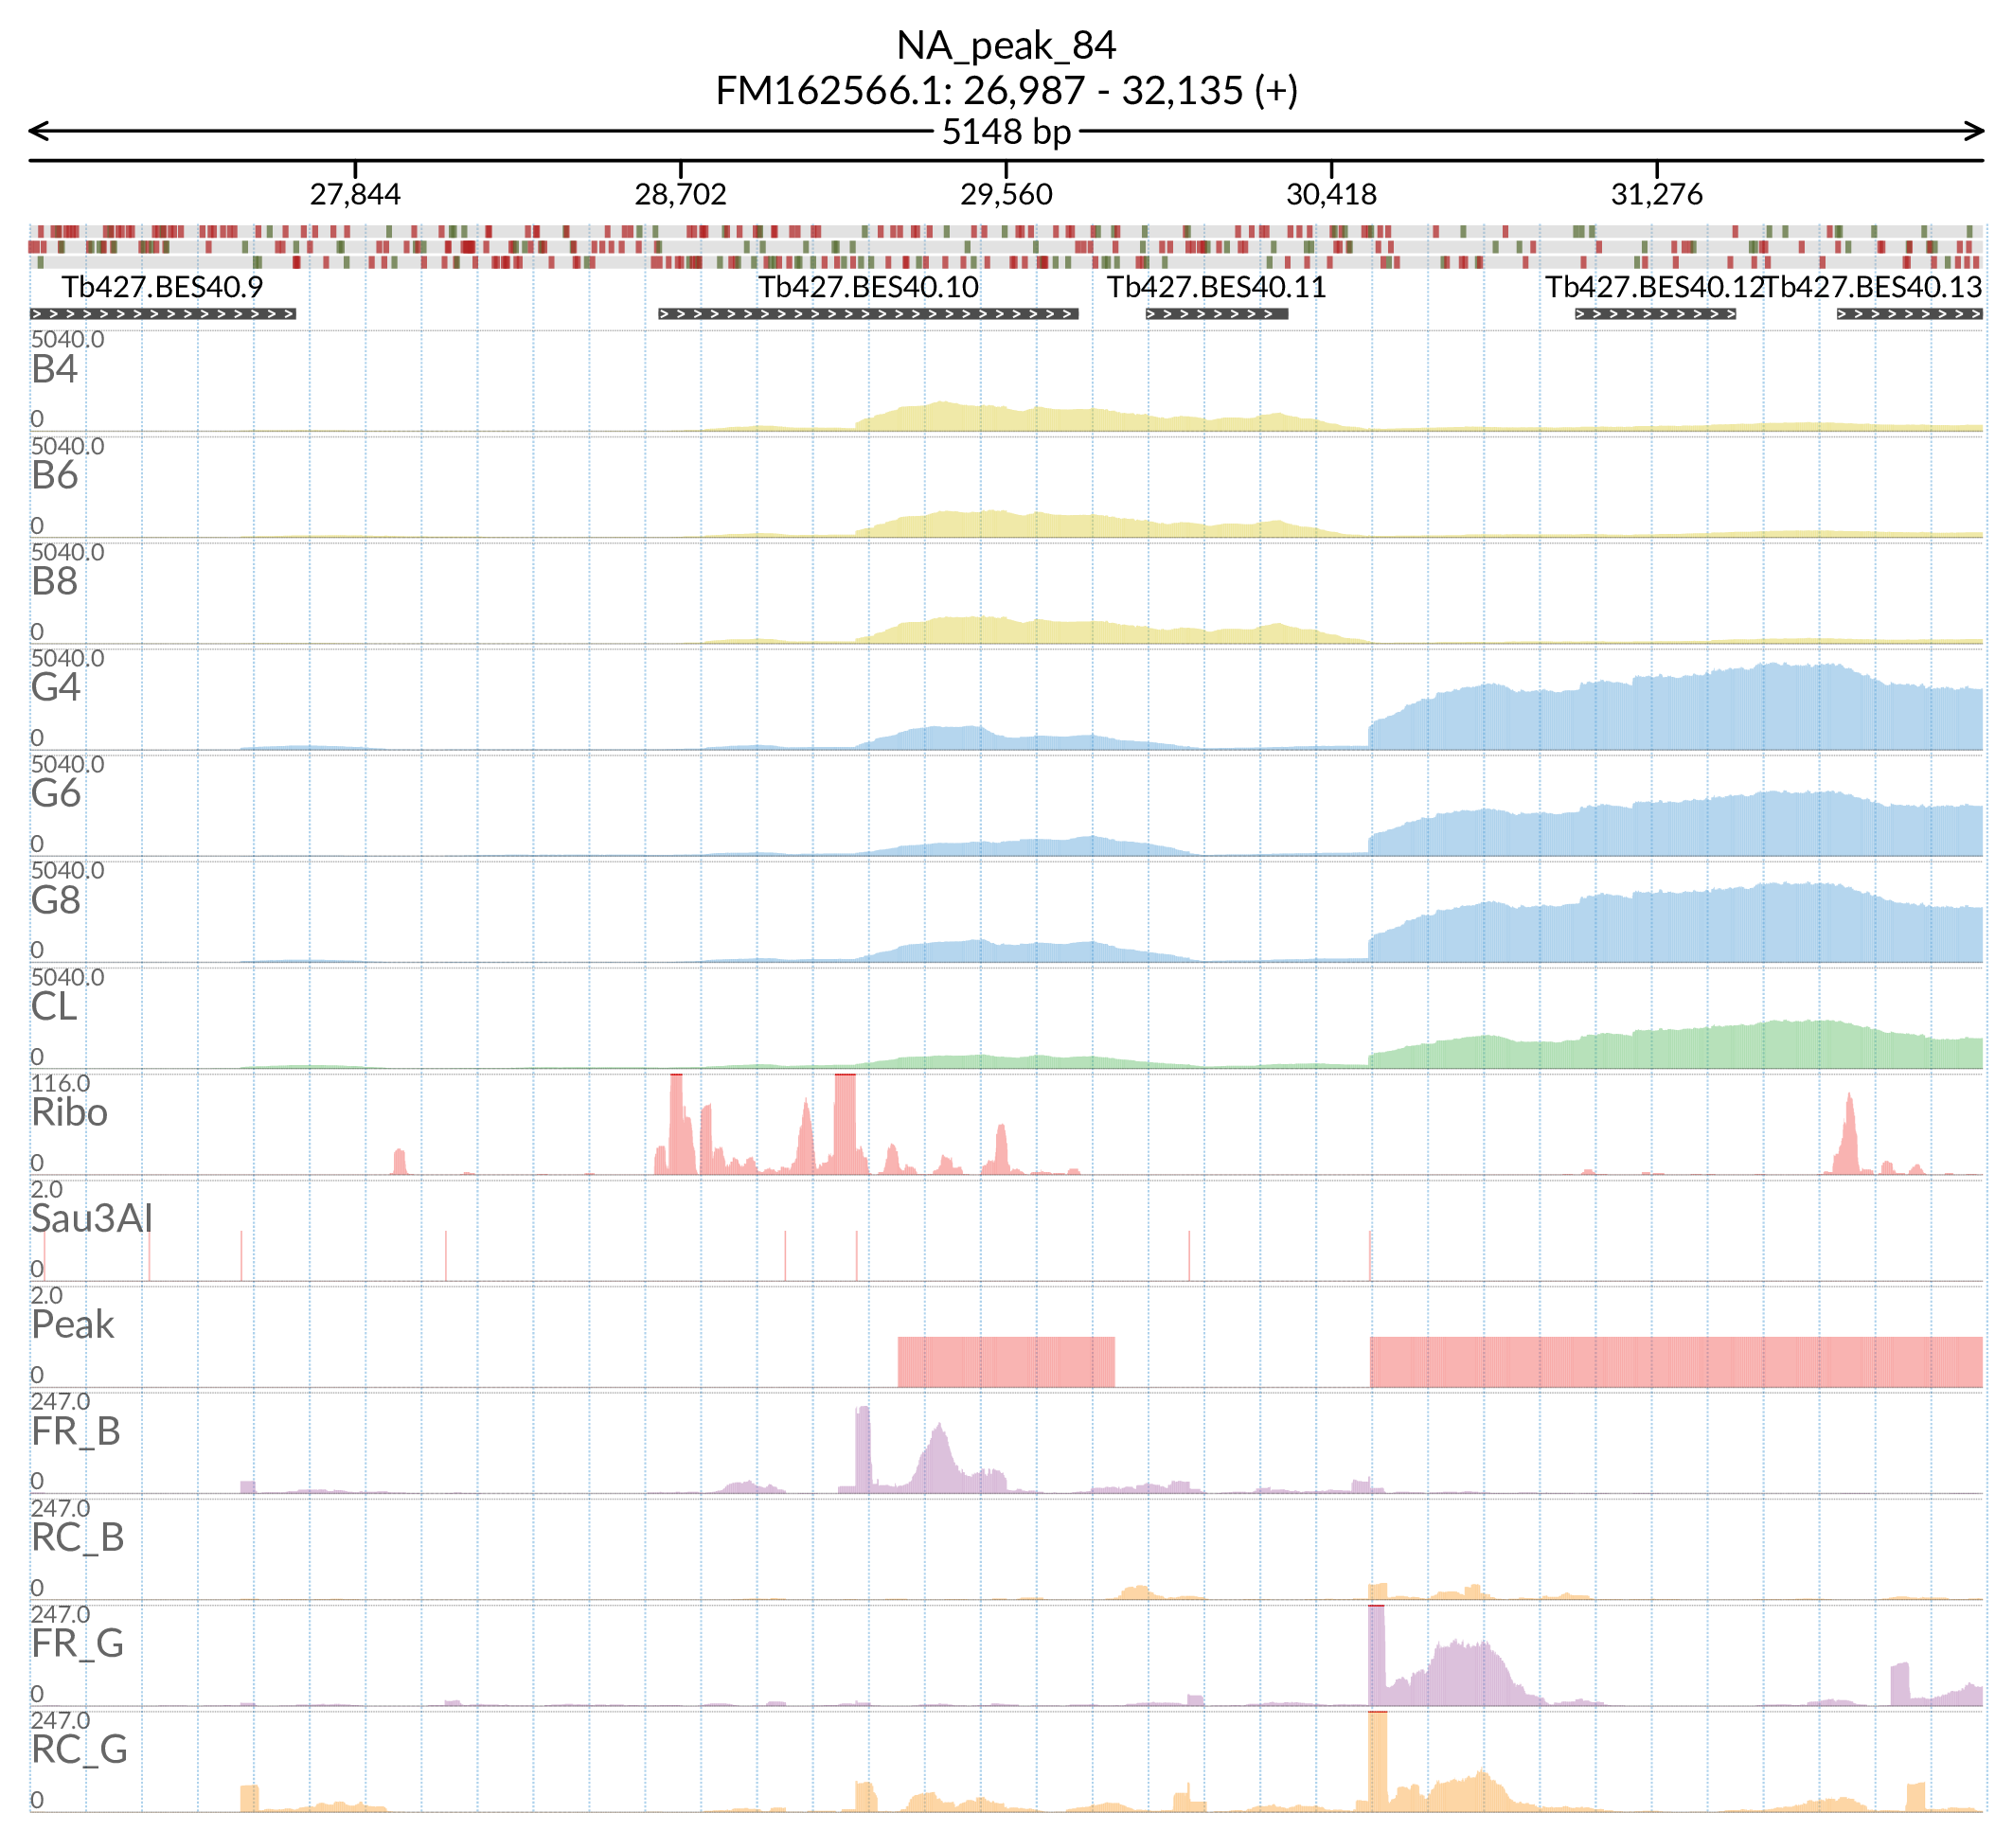 NA_peak_84
FM162566.1: 26,987 - 32,135 (+)
5148 bp
27,844 28,702 29,560 30,418 31,276
Tb427.BES40.9 Tb427.BES40.10 Tb427.BES40.11 Tb427.BES40.12 Tb427.BES40.13
5040.0
B4
0
5040.0
B6
0
5040.0
B8
0
5040.0
G4
0
5040.0
G6
0
5040.0
G8
0
5040.0
CL
0
116.0
Ribo
0
2.0
Sau3AI
0
2.0
Peak
0
247.0
FR_B
0
247.0
RC_B
0
247.0
FR_G
0
247.0
RC_G
0